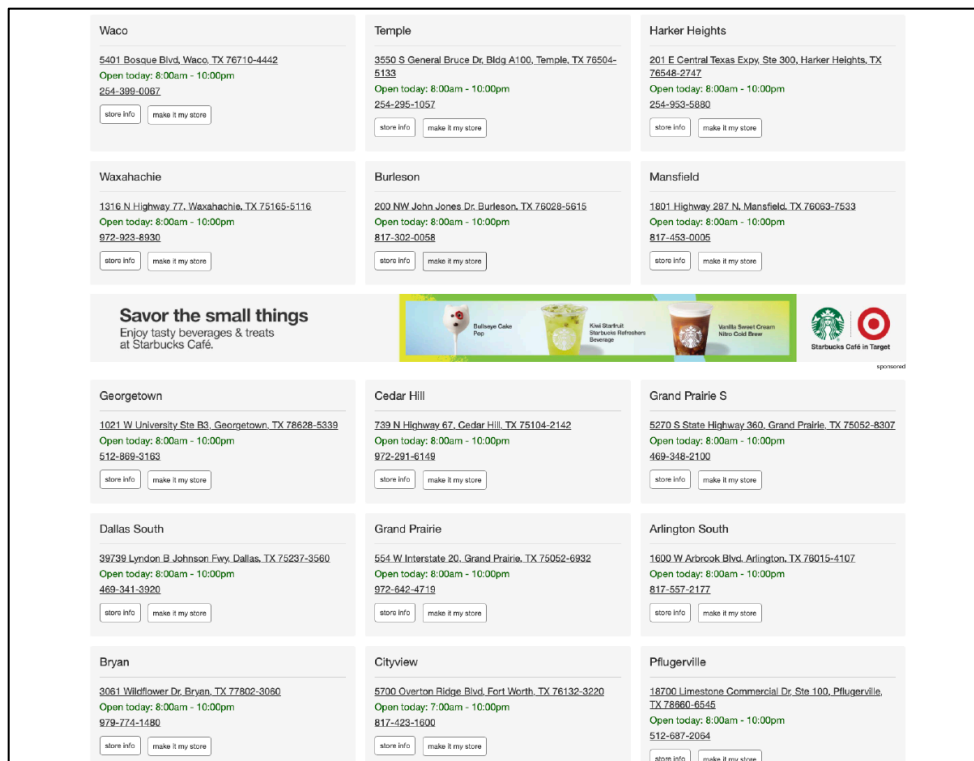 Waco
5401 Bosque Blvd, Waco, TX 76710-4442
Open today: 8:00am - 10:00pm
254-399-0067
store info
make it my store
Temple
3550 S General Bruce Dr, Bldg A100, Temple, TX 76504-
5133
Open today: 8:00am - 10:00pm
254-295-1057
store info
make it my store
Harker Heights
201 E Central Texas Expy, Ste 300, Harker Heights, TX
76548-2747
Open today: 8:00am - 10:00pm
254-953-5880
store info
make it my store
Waxahachie
1316 N Highway 77, Waxahachie, TX 75165-5116
Open today: 8:00am - 10:00pm
972-923-8930
store info
make it my store
Burleson
200 NW John Jones Dr, Burleson, TX 76028-5615
Open today: 8:00am - 10:00pm
817-302-0058
store info
make it my store
Mansfield
1801 Highway 287 N, Mansfield, TX 76063-7533
Open today: 8:00am - 10:00pm
817-453-0005
store info
make it my store
Savor the small things
Enjoy tasty beverages & treats
at Starbucks Café.
Bullseye Cake
Pop
Kiwi Starfruit
Starbucks Refreshers
Beverage
Vanilla Sweet Cream
Nitro Cold Brew
Starbucks Café in Target
sponsored
Georgetown
1021 W University Ste B3, Georgetown, TX 78628-5339
Open today: 8:00am - 10:00pm
512-869-3163
store info
make it my store
Cedar Hill
739 N Highway 67, Cedar Hill, TX 75104-2142
Open today: 8:00am - 10:00pm
972-291-6149
store info
make it my store
Grand Prairie S
5270 S State Highway 360, Grand Prairie, TX 75052-8307
Open today: 8:00am - 10:00pm
469-348-2100
store info
make it my store
Dallas South
39739 Lyndon B Johnson Fwy, Dallas, TX 75237-3560
Open today: 8:00am - 10:00pm
469-341-3920
store info
make it my store
Grand Prairie
554 W Interstate 20, Grand Prairie, TX 75052-6932
Open today: 8:00am - 10:00pm
972-642-4719
store info
make it my store
Arlington South
1600 W Arbrook Blvd, Arlington, TX 76015-4107
Open today: 8:00am - 10:00pm
817-557-2177
store info
make it my store
Bryan
3061 Wildflower Dr, Bryan, TX 77802-3060
Open today: 8:00am - 10:00pm
979-774-1480
store info
make it my store
Cityview
5700 Overton Ridge Blvd, Fort Worth, TX 76132-3220
Open today: 7:00am - 10:00pm
817-423-1600
store info
make it my store
Pflugerville
18700 Limestone Commercial Dr, Ste 100, Pflugerville,
TX 78660-6545
Open today: 8:00am - 10:00pm
512-687-2064
store info
make it my store